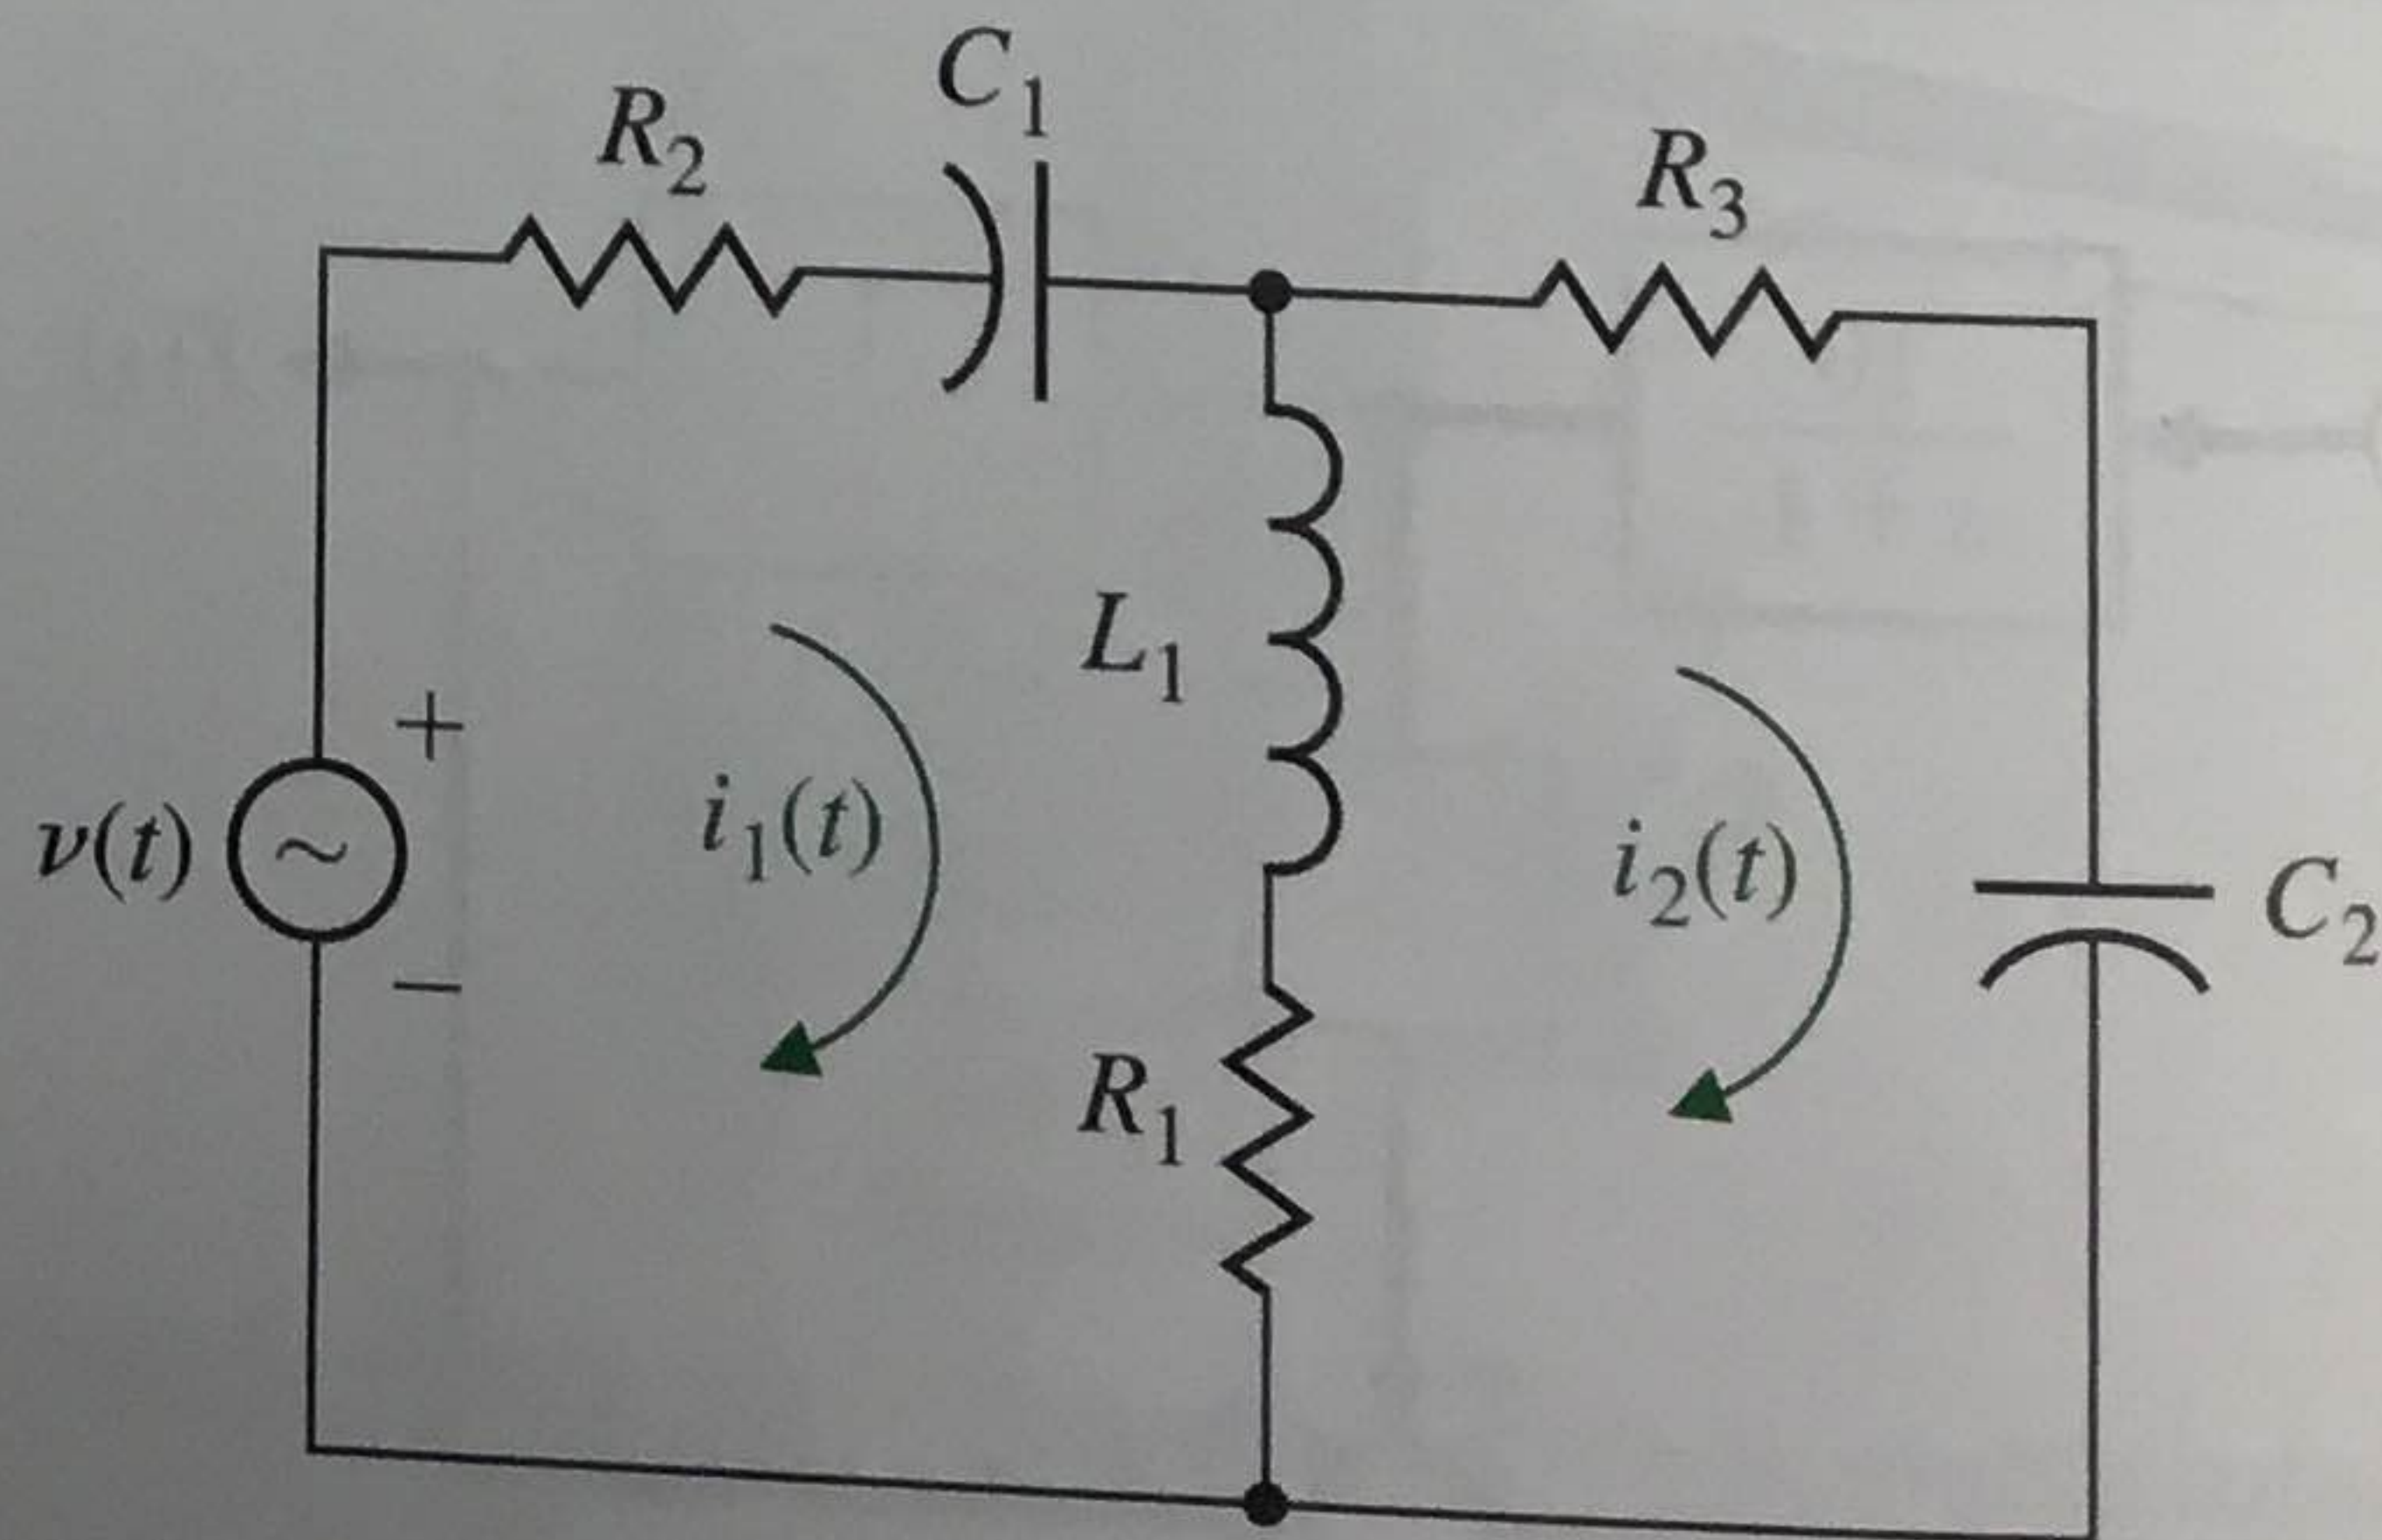 C₁
R₂
R₃
L₁
+
i₁(t)
ν(t)
~
i₂(t)
C₂
−
R₁